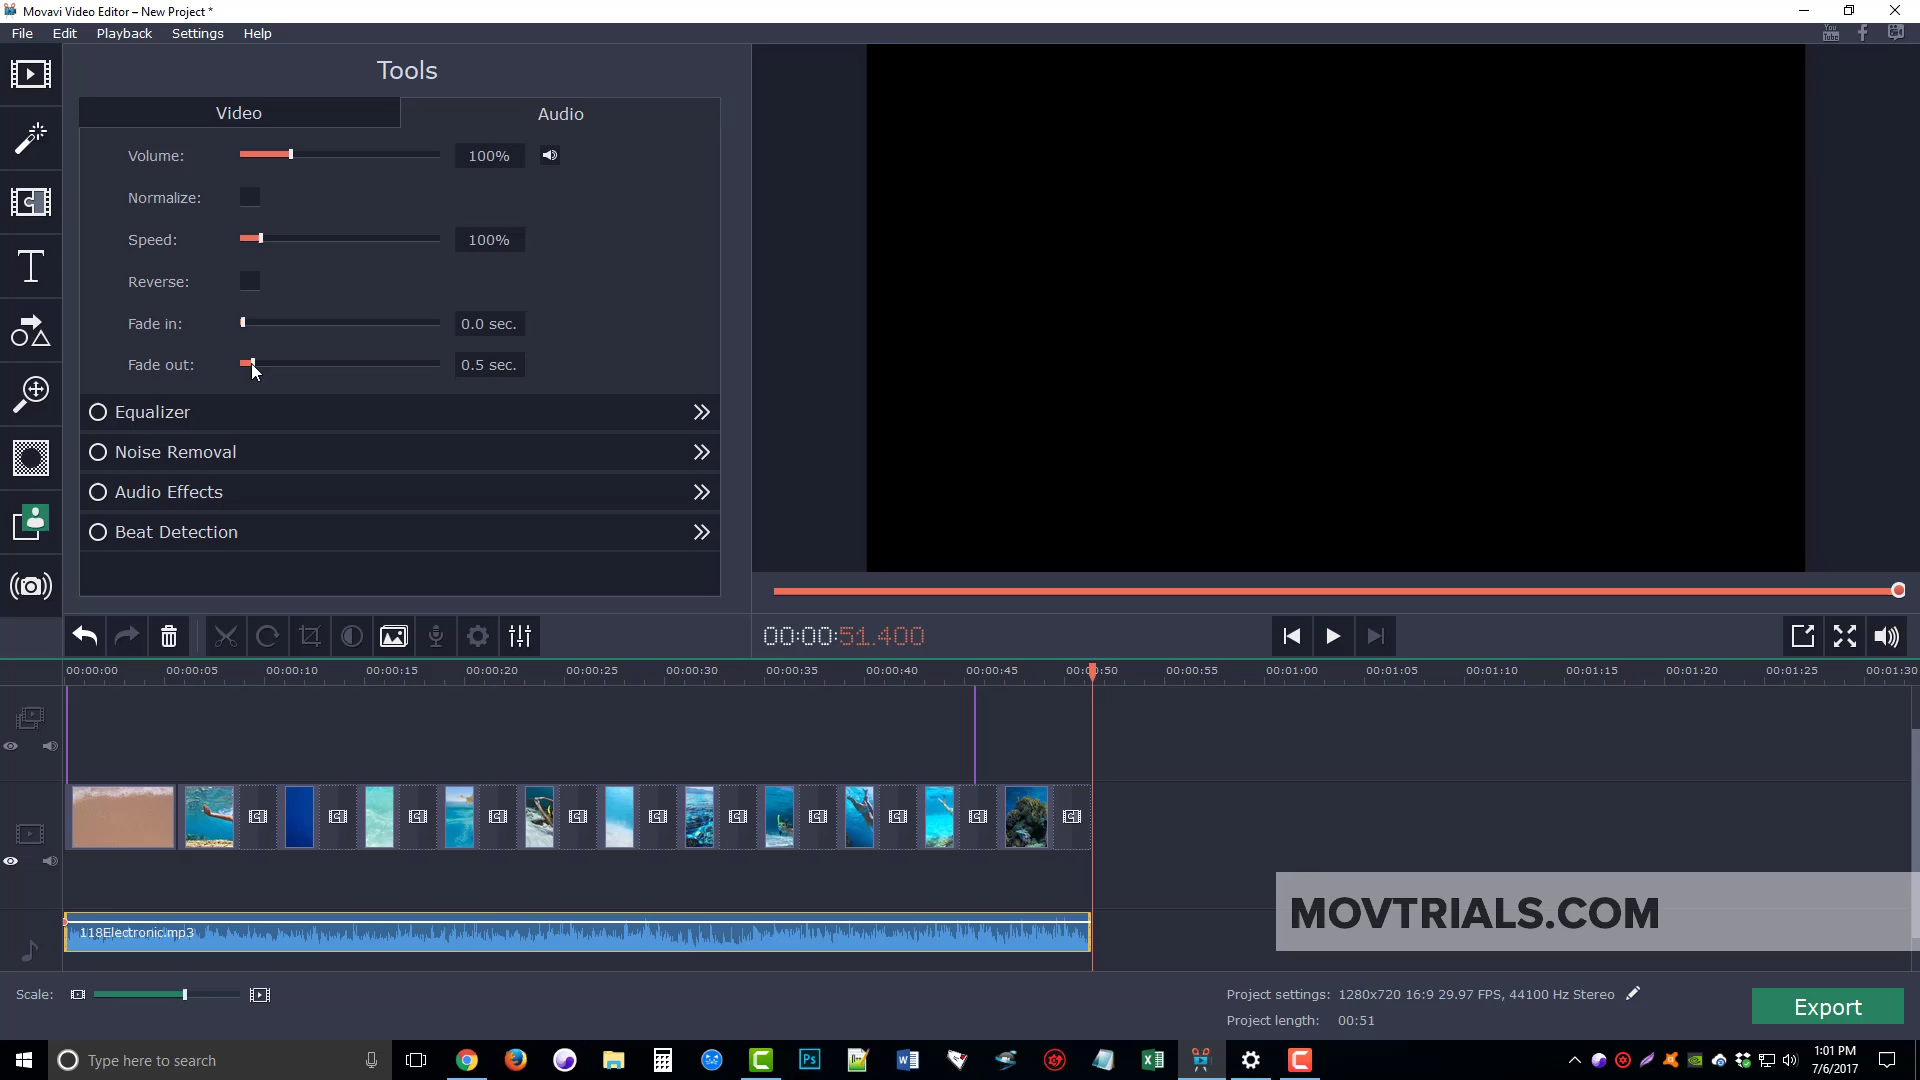 Movavi Video Editor – New Project *
File Edit Playback Settings Help
You Tube
Tools
Video Audio
Volume: 100%
Normalize:
Speed: 100%
Reverse:
Fade in: 0.0 sec.
Fade out: 0.5 sec.
Equalizer
Noise Removal
Audio Effects
Beat Detection
00:00:51.400
00:00:00 00:00:05 00:00:10 00:00:15 00:00:20 00:00:25 00:00:30 00:00:35 00:00:40 00:00:45 00:00:50 00:00:55 00:01:00 00:01:05 00:01:10 00:01:15 00:01:20 00:01:25 00:01:30
MOVTRIALS.COM
118Electronic.mp3
Scale:
Project settings: 1280x720 16:9 29.97 FPS, 44100 Hz Stereo
Project length: 00:51
Export
Type here to search
Ps
1:01 PM
7/6/2017